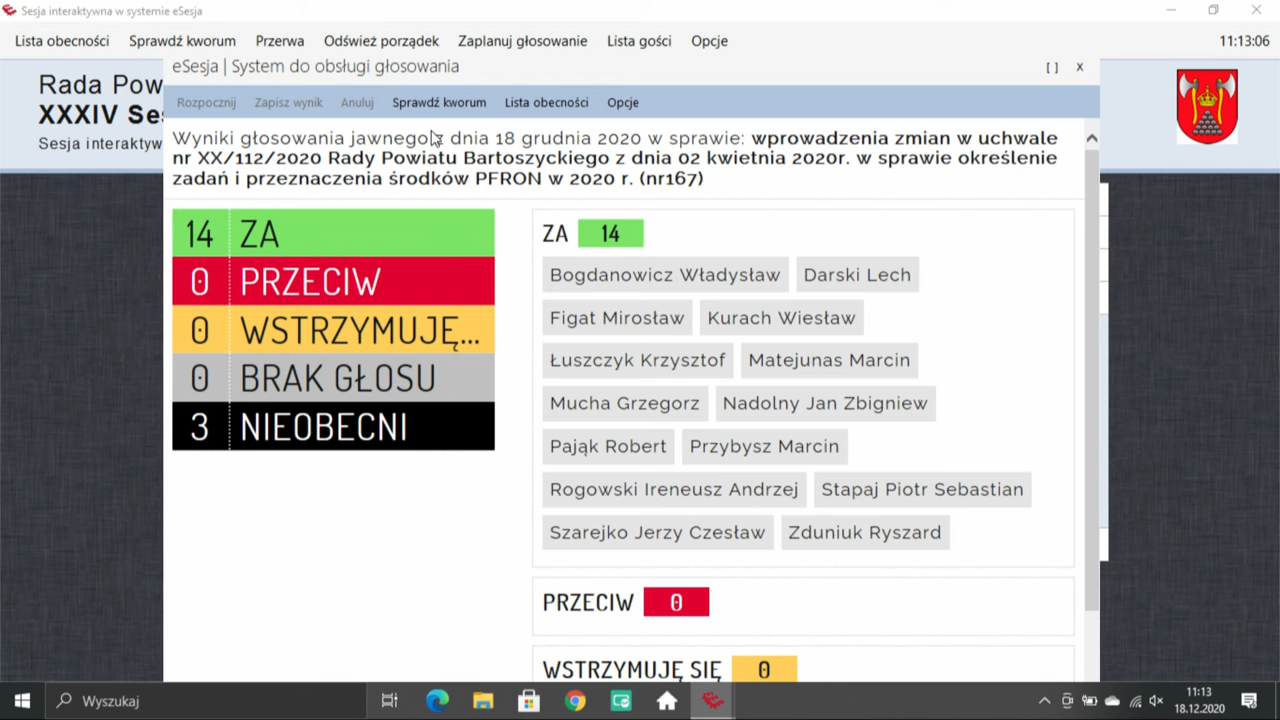 Sesja interaktywna w systemie eSesja
Lista obecności Sprawdź kworum Przerwa Odśwież porządek Zaplanuj głosowanie Lista gości Opcje 11:13:06
Rada Pow
XXXIV Se
Sesja interaktyw
eSesja | System do obsługi głosowania [ ] X
Rozpocznij Zapisz wynik Anuluj Sprawdź kworum Lista obecności Opcje
Wyniki głosowania jawnego z dnia 18 grudnia 2020 w sprawie: wprowadzenia zmian w uchwale
nr XX/112/2020 Rady Powiatu Bartoszyckiego z dnia 02 kwietnia 2020r. w sprawie określenie
zadań i przeznaczenia środków PFRON w 2020 r. (nr167)
14 ZA
0 PRZECIW
0 WSTRZYMUJĘ...
0 BRAK GŁOSU
3 NIEOBECNI
ZA 14
Bogdanowicz Władysław Darski Lech
Figat Mirosław Kurach Wiesław
Łuszczyk Krzysztof Matejunas Marcin
Mucha Grzegorz Nadolny Jan Zbigniew
Pająk Robert Przybysz Marcin
Rogowski Ireneusz Andrzej Stapaj Piotr Sebastian
Szarejko Jerzy Czesław Zduniuk Ryszard
PRZECIW 0
WSTRZYMUJĘ SIĘ 0
Wyszukaj
11:13
18.12.2020